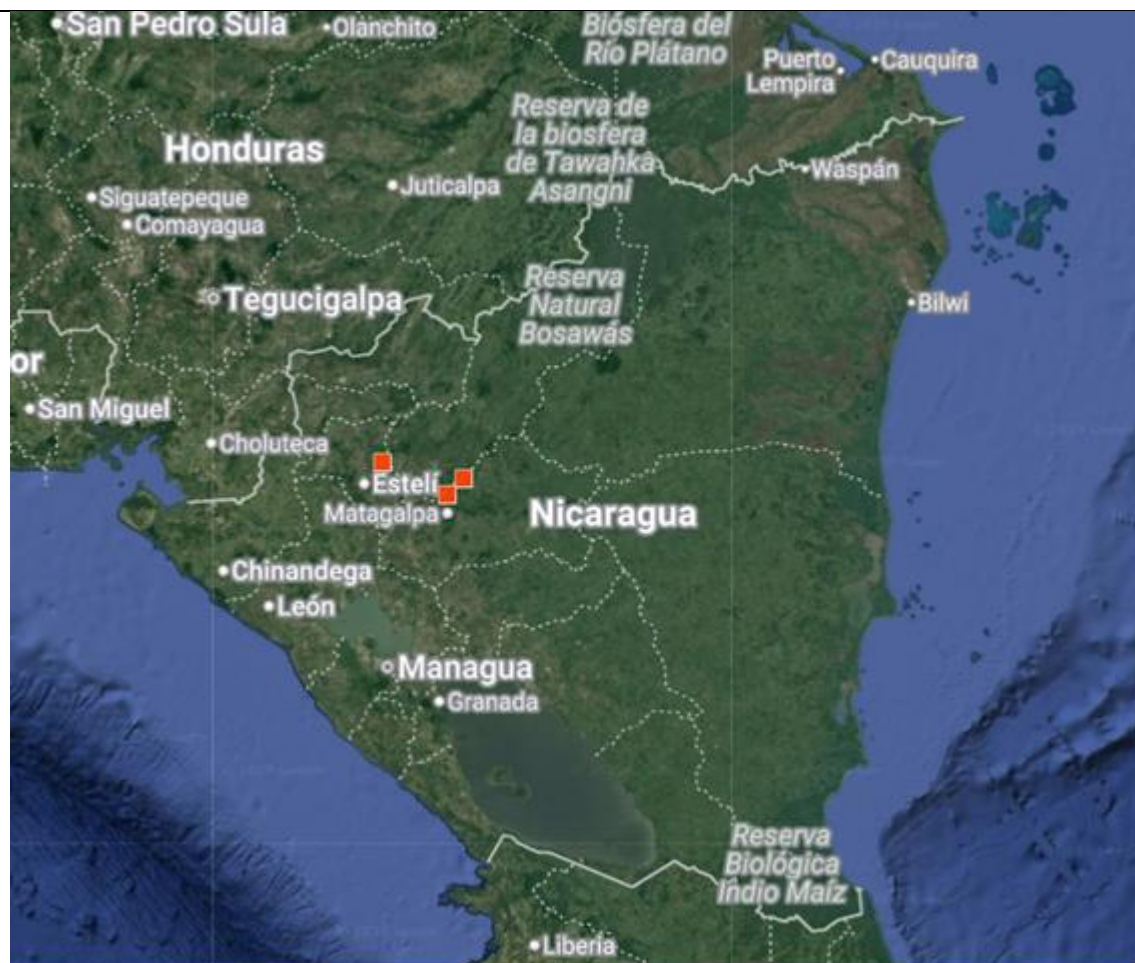 San Pedro Sula
Olanchito
Biósfera del
Río Plátano
Puerto
Lempira
Cauquira
Reserva de
la biosfera
de Tawahka
Asangni
Honduras
Waspán
Juticalpa
Siguatepeque
Comayagua
Reserva
Natural
Bosawás
Tegucigalpa
Bilwi
or
San Miguel
Choluteca
Estelí
Matagalpa
Nicaragua
Chinandega
León
Managua
Granada
Reserva
Biológica
Indio Maíz
Liberia